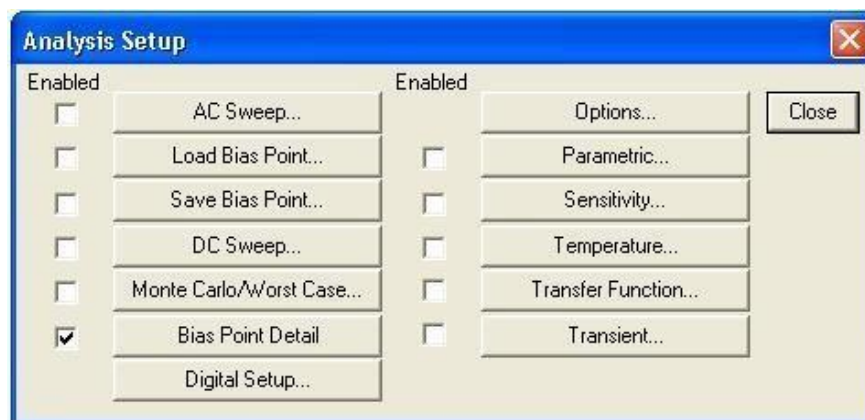 Analysis Setup
Enabled
AC Sweep...
Load Bias Point...
Save Bias Point...
DC Sweep...
Monte Carlo/Worst Case...
Bias Point Detail
Digital Setup...
Enabled
Options...
Parametric...
Sensitivity...
Temperature...
Transfer Function...
Transient...
Close